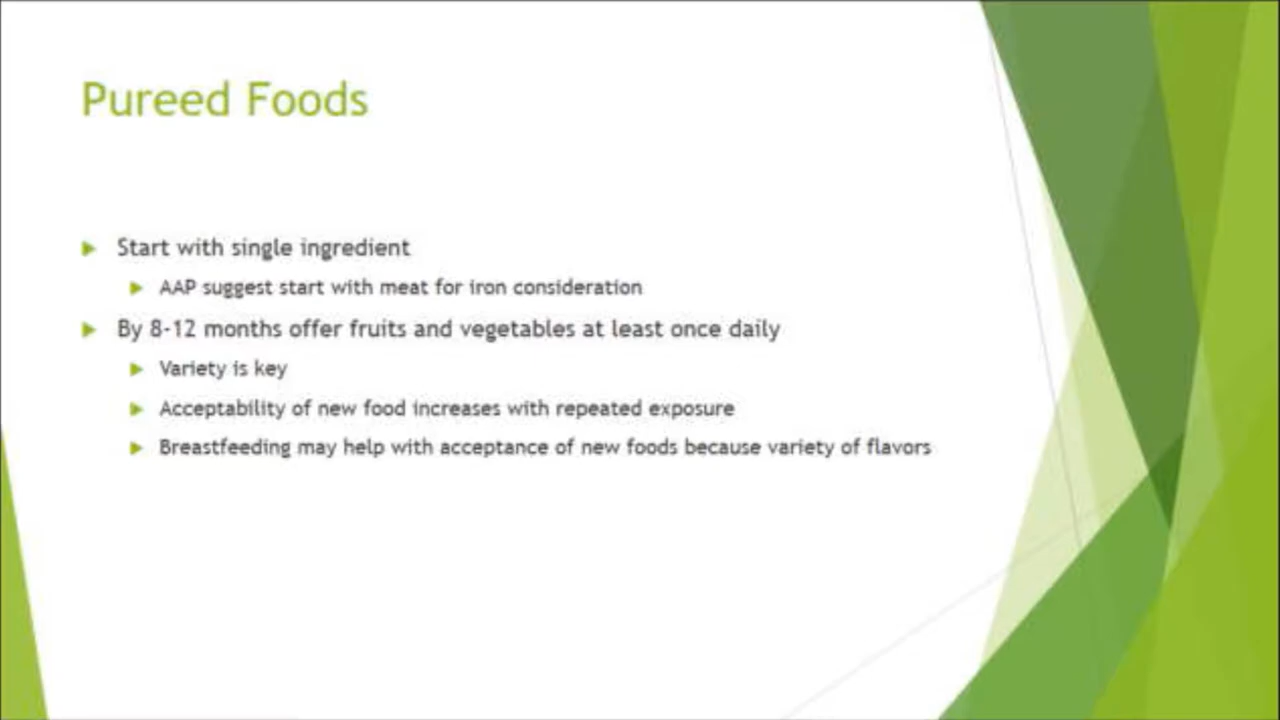 Pureed Foods
Start with single ingredient
AAP suggest start with meat for iron consideration
By 8-12 months offer fruits and vegetables at least once daily
Variety is key
Acceptability of new food increases with repeated exposure
Breastfeeding may help with acceptance of new foods because variety of flavors